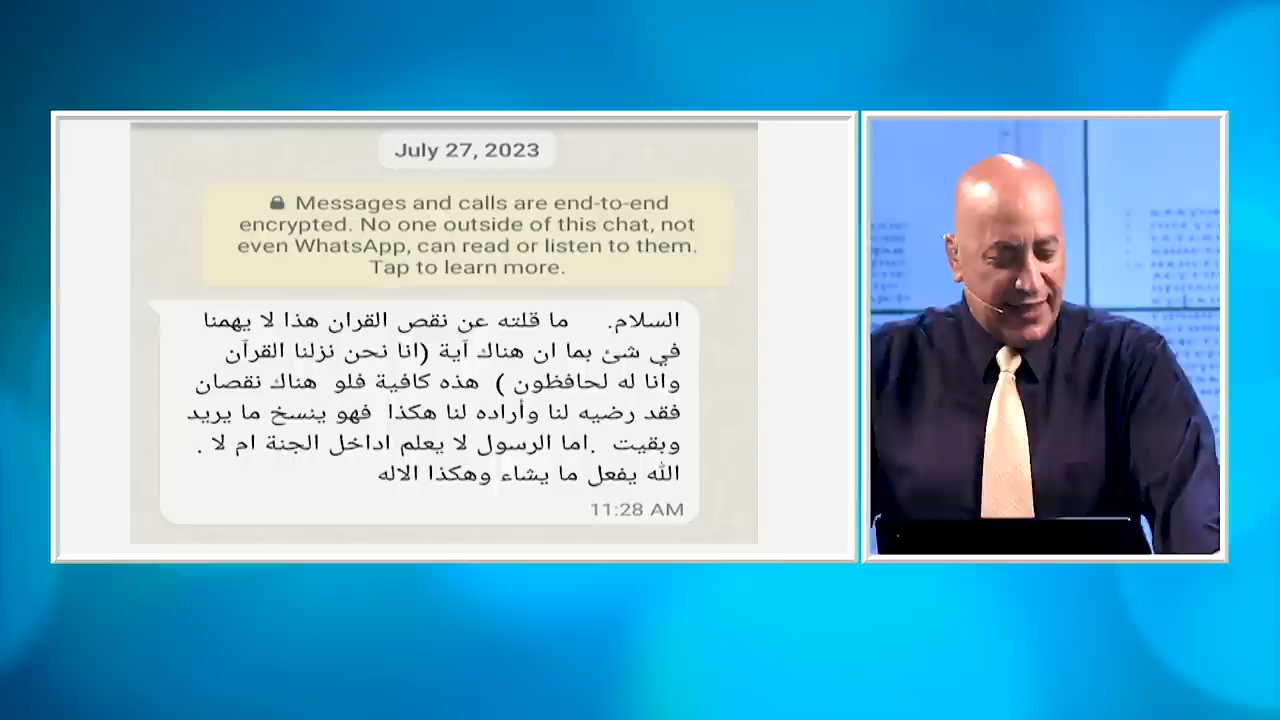 July 27, 2023
Messages and calls are end-to-end
encrypted. No one outside of this chat, not
even WhatsApp, can read or listen to them.
Tap to learn more.
السلام. ما قلته عن نقص القران هذا لا يهمنا
في شئ بما ان هناك آية (انا نحن نزلنا القرآن
وانا له لحافظون ) هذه كافية فلو هناك نقصان
فقد رضيه لنا وأراده لنا هكذا فهو ينسخ ما يريد
وبقيت .اما الرسول لا يعلم اداخل الجنة ام لا .
الله يفعل ما يشاء وهكذا الاله
11:28 AM